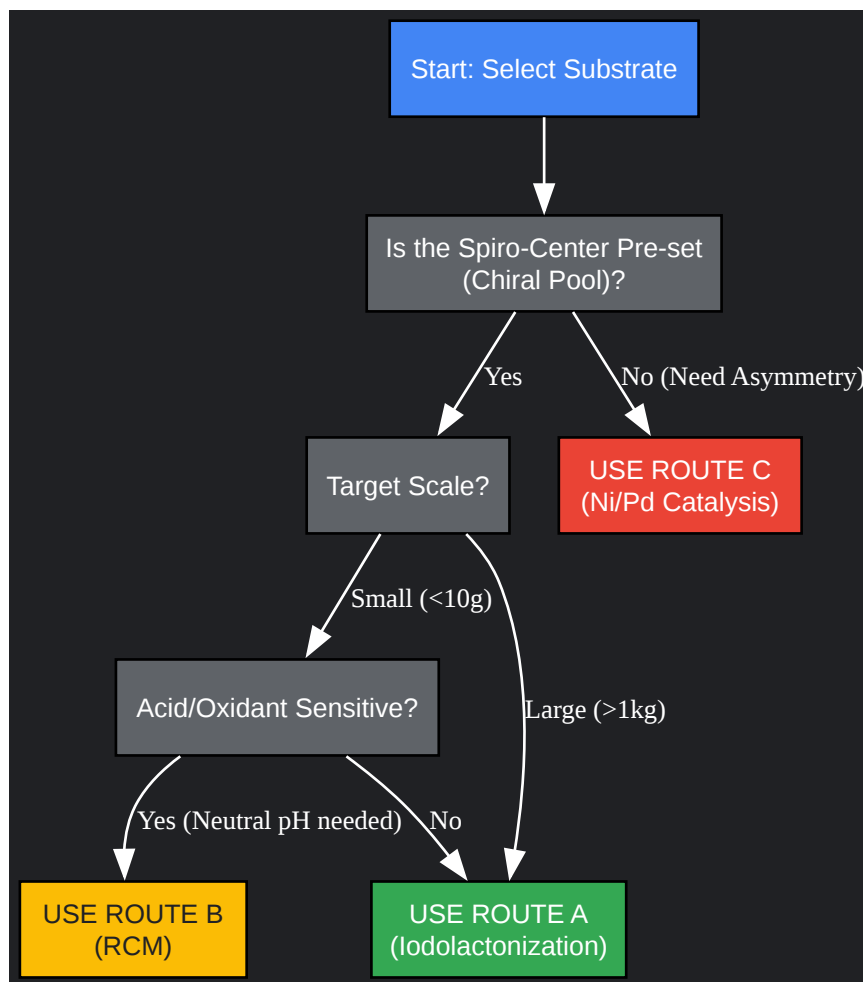 Start: Select Substrate
Is the Spiro-Center Pre-set
(Chiral Pool)?
Yes
No (Need Asymmetry)
Target Scale?
USE ROUTE C
(Ni/Pd Catalysis)
Small (<10g)
Acid/Oxidant Sensitive?
Large (>1kg)
Yes (Neutral pH needed)
No
USE ROUTE B
(RCM)
USE ROUTE A
(Iodolactonization)